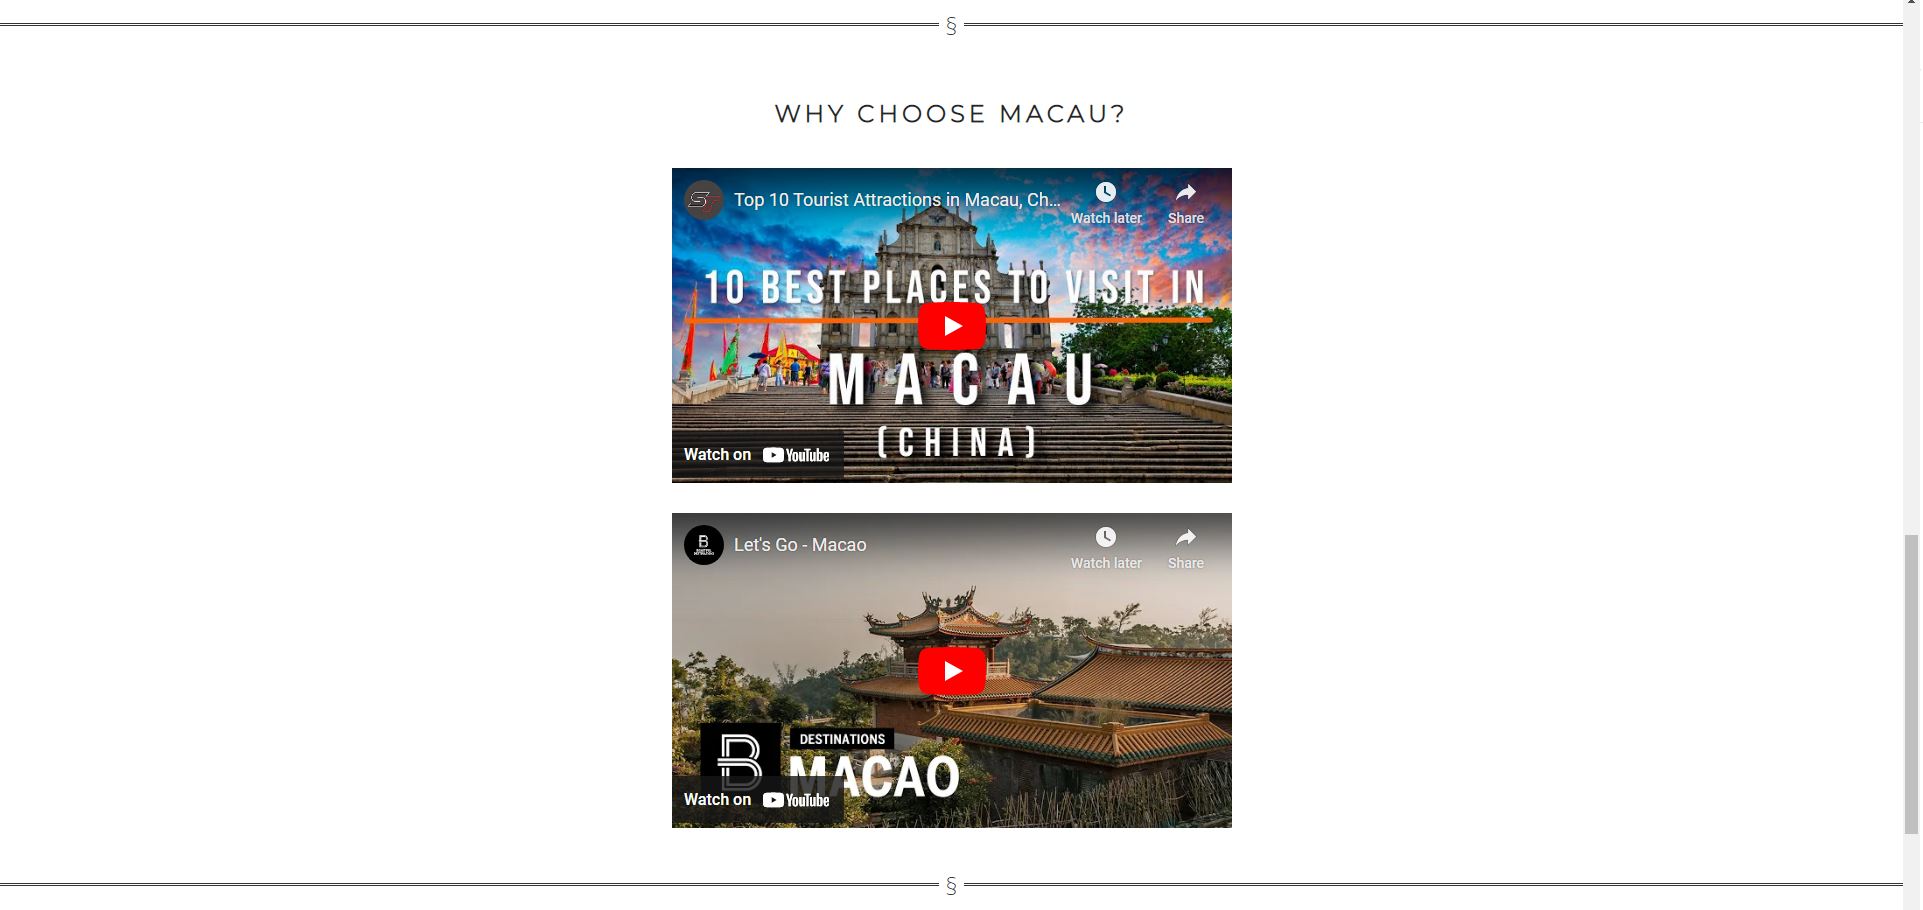 §
WHY CHOOSE MACAU?
Top 10 Tourist Attractions in Macau, Ch...
Watch later
Share
10 BEST PLACES TO VISIT IN
MACAU
(CHINA)
Watch on YouTube
B
Let's Go - Macao
Watch later
Share
DESTINATIONS
B MACAO
Watch on YouTube
§